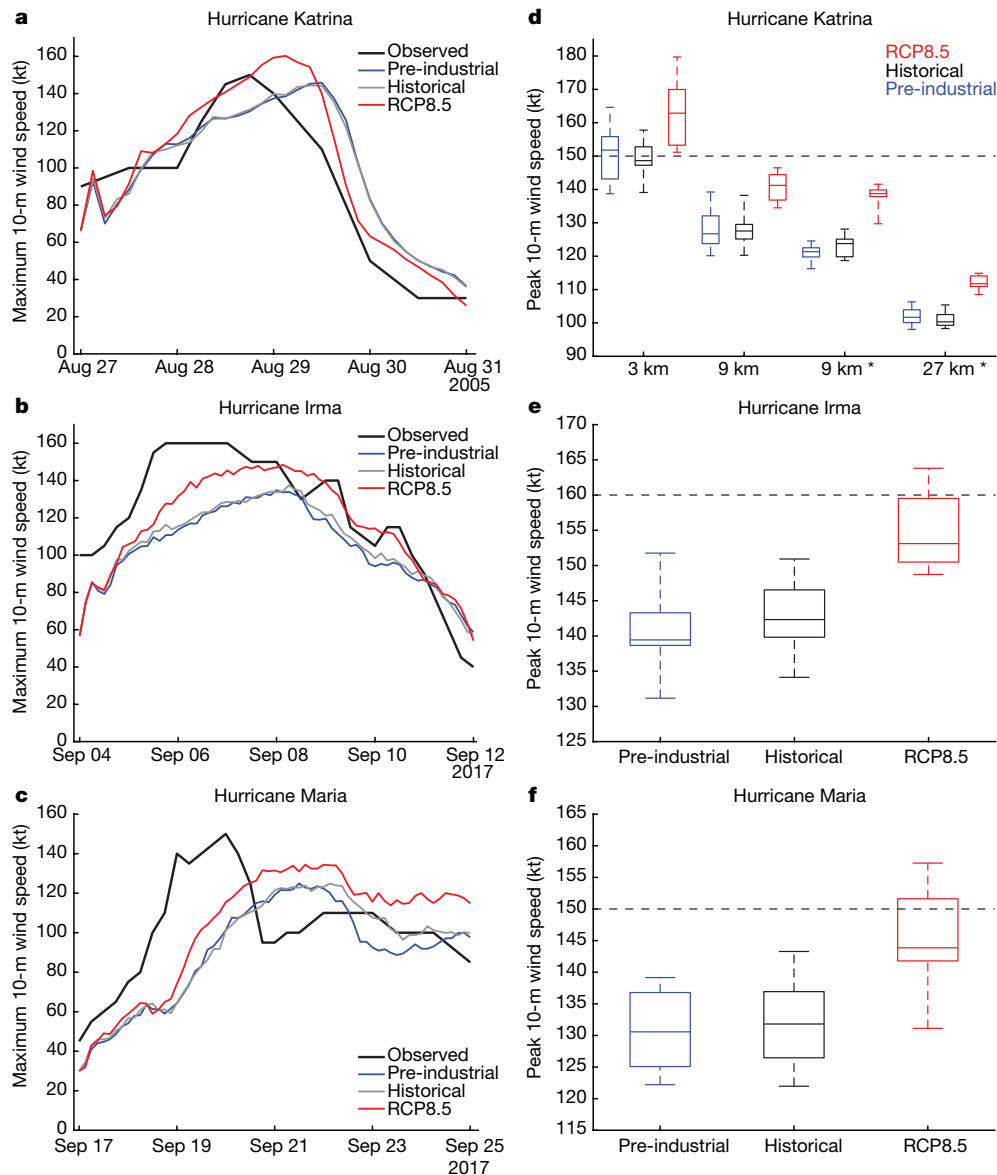 a
Hurricane Katrina
Maximum 10-m wind speed (kt)
160
140
120
100
80
60
40
20
0
Observed
Pre-industrial
Historical
RCP8.5
Aug 27
Aug 28
Aug 29
Aug 30
Aug 31
2005
d
Hurricane Katrina
Peak 10-m wind speed (kt)
180
170
160
150
140
130
120
110
100
90
RCP8.5
Historical
Pre-industrial
3 km
9 km
9 km *
27 km *
b
Hurricane Irma
Maximum 10-m wind speed (kt)
160
140
120
100
80
60
40
20
0
Observed
Pre-industrial
Historical
RCP8.5
Sep 04
Sep 06
Sep 08
Sep 10
Sep 12
2017
e
Hurricane Irma
Peak 10-m wind speed (kt)
170
165
160
155
150
145
140
135
130
125
Pre-industrial
Historical
RCP8.5
c
Hurricane Maria
Maximum 10-m wind speed (kt)
160
140
120
100
80
60
40
20
0
Observed
Pre-industrial
Historical
RCP8.5
Sep 17
Sep 19
Sep 21
Sep 23
Sep 25
2017
f
Hurricane Maria
Peak 10-m wind speed (kt)
165
160
155
150
145
140
135
130
125
120
115
Pre-industrial
Historical
RCP8.5